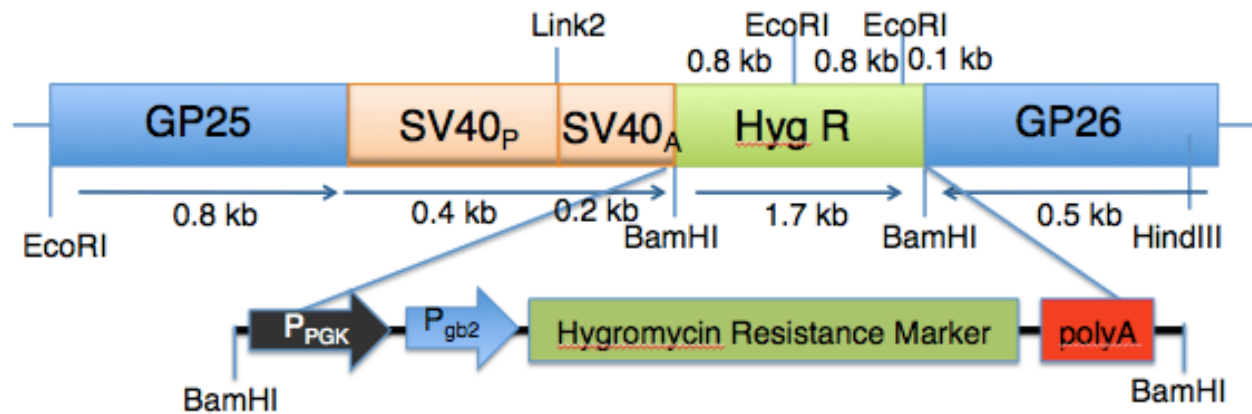 Link2
EcoRI EcoRI
0.8 kb 0.8 kb 0.1 kb
GP25 SV40P SV40A Hyg R GP26
0.8 kb 0.4 kb 0.2 kb 1.7 kb 0.5 kb
EcoRI BamHI BamHI HindIII
PPGK Pgb2 Hygromycin Resistance Marker polyA
BamHI BamHI